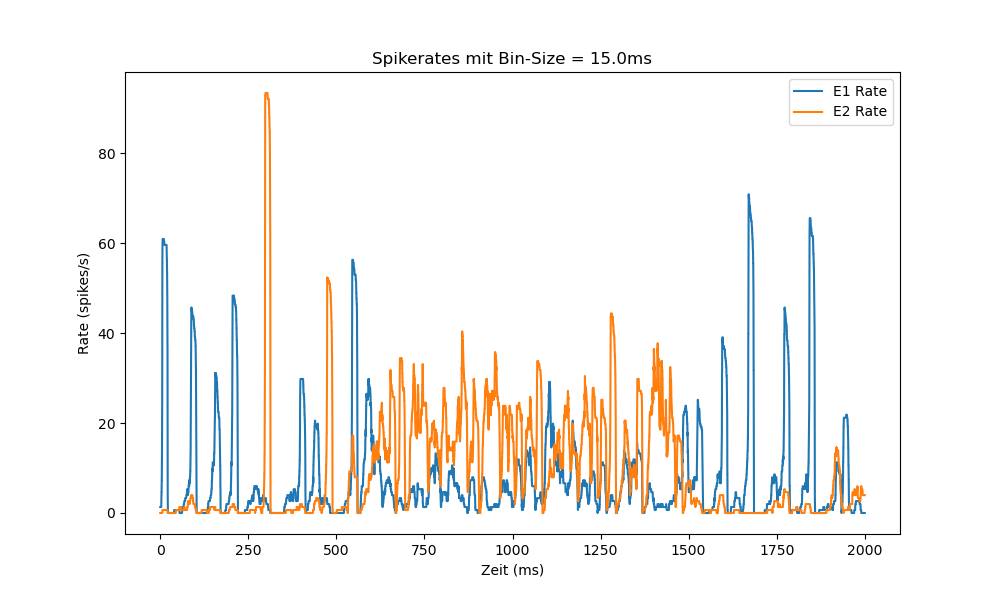 Spikerates mit Bin-Size = 15.0ms
E1 Rate
E2 Rate
Rate (spikes/s)
80
60
40
20
0
0 250 500 750 1000 1250 1500 1750 2000
Zeit (ms)